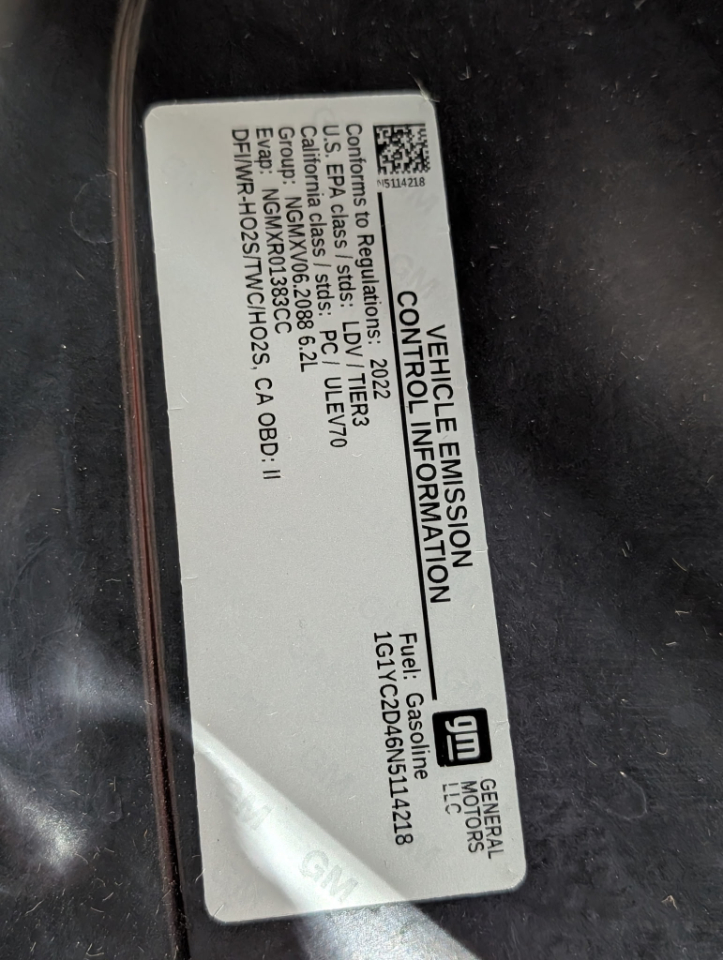 N5114218
VEHICLE EMISSION
CONTROL INFORMATION
gm
GENERAL
MOTORS
LLC
Conforms to Regulations: 2022
U.S. EPA class / stds: LDV / TIER3
California class / stds: PC / ULEV70
Group: NGMXV06.2088 6.2L
Evap: NGMXR01383CC
DFI/WR-HO2S/TWC/HO2S, CA OBD: II
Fuel: Gasoline
1G1YC2D46N5114218
GM
GM